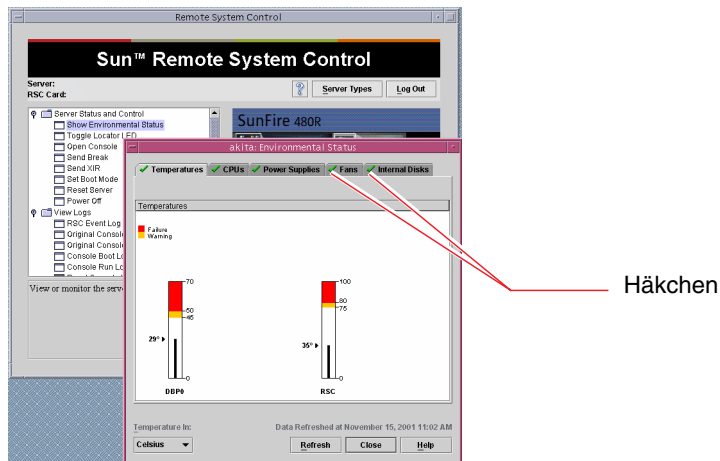 Remote System Control
Sun™ Remote System Control
Server:
RSC Card:
Server Types
Log Out
Server Status and Control
Show Environmental Status
Toggle Locator LED
Open Console
Send Break
Send XIR
Set Boot Mode
Reset Server
Power Off
View Logs
RSC Event Log
Original Consol
Original Consol
Console Boot Lo
Console Run Lo
View or monitor the serv
SunFire 480R
akita: Environmental Status
Temperatures
CPUs
Power Supplies
Fans
Internal Disks
Temperatures
Failure
Warning
70
50
45
29°
0
DBP0
100
80
75
35°
0
RSC
Temperature In:
Data Refreshed at November 15, 2001 11:02 AM
Celsius
Refresh
Close
Help
Häkchen